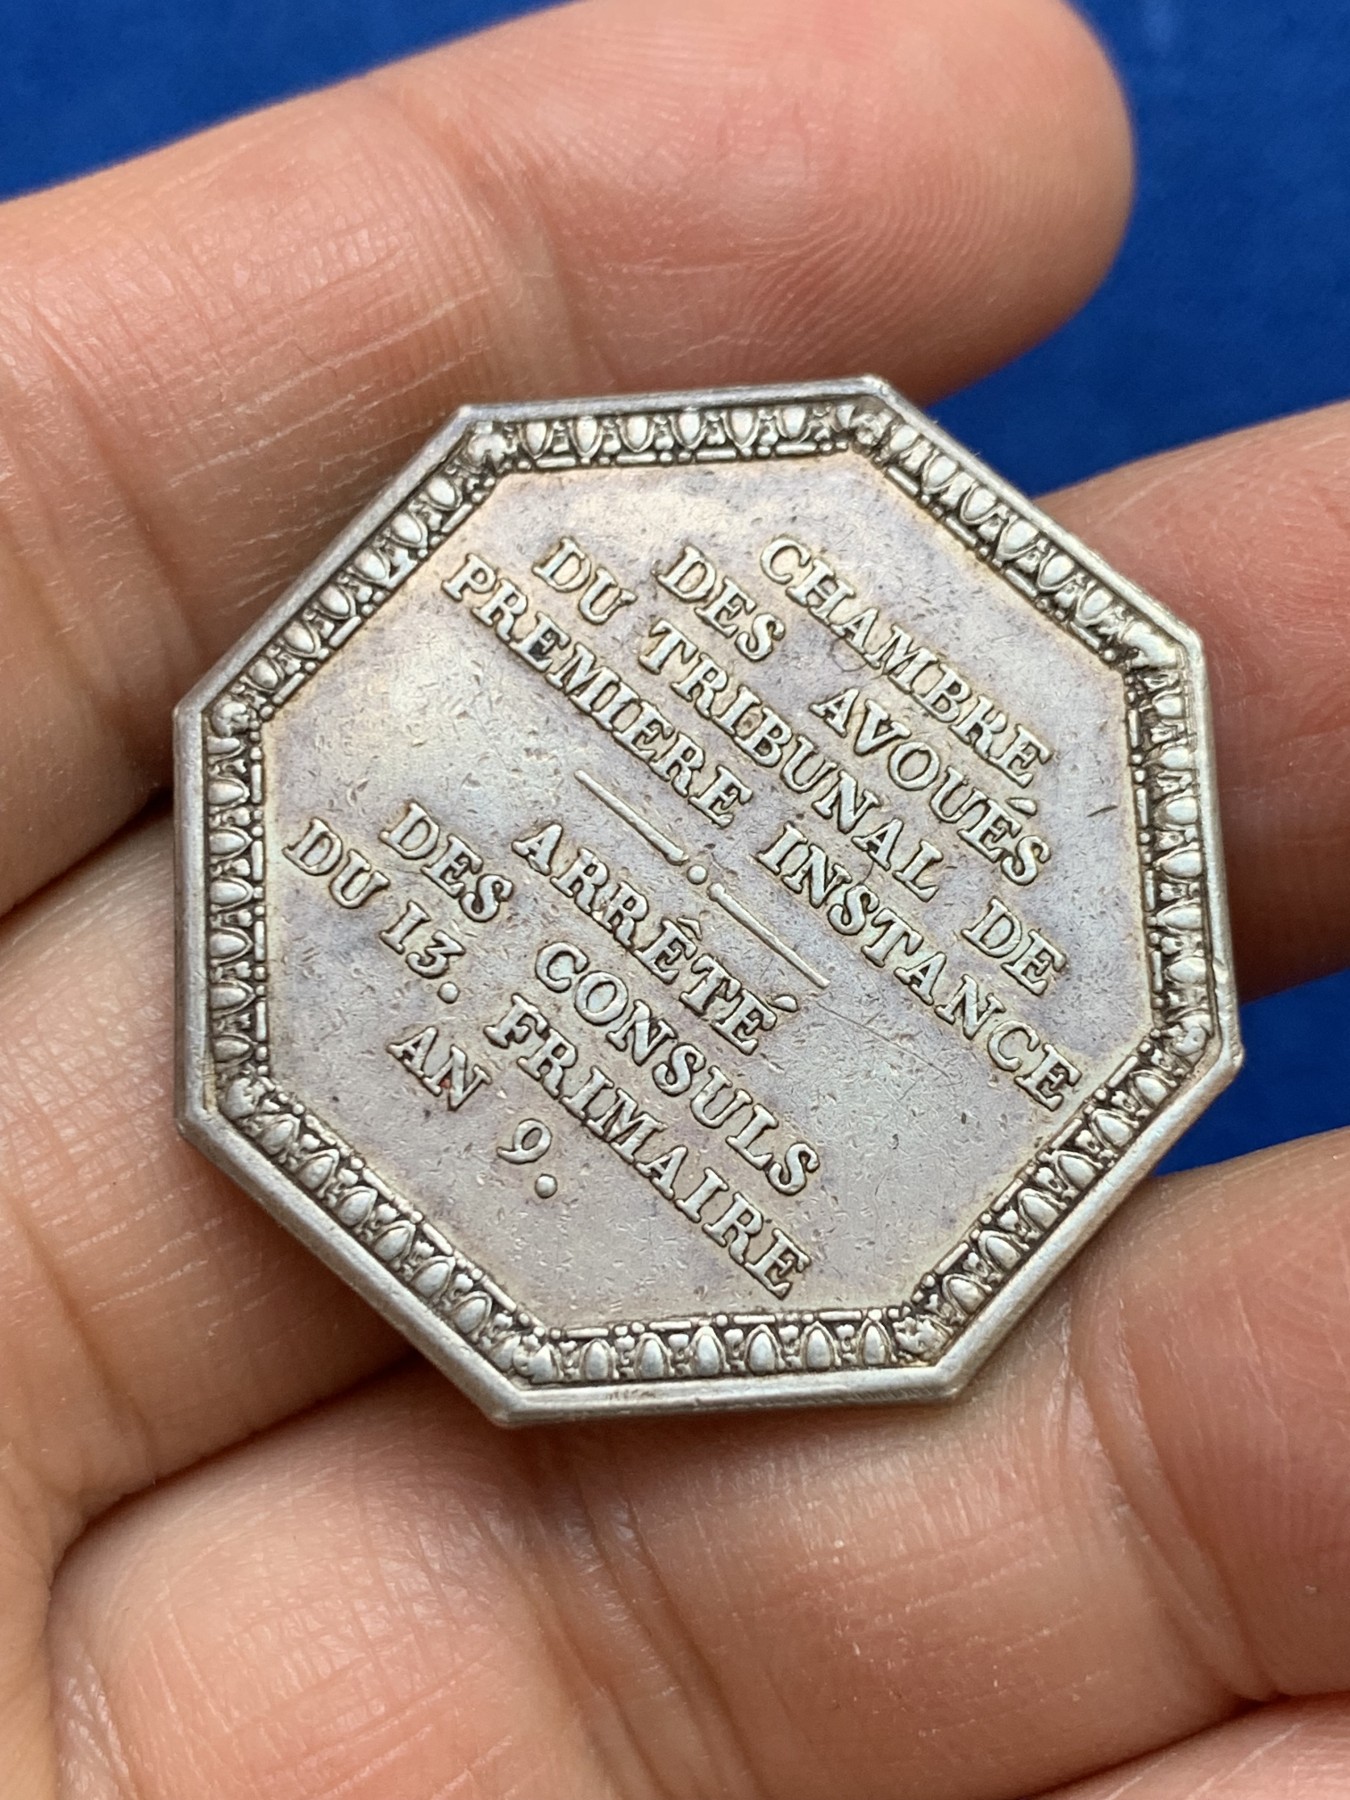 CHAMBRE
DES AVOUÉS
DU TRIBUNAL DE
PREMIERE INSTANCE
ARRÊTÉ
DES CONSULS
DU 13. FRIMAIRE
AN 9.